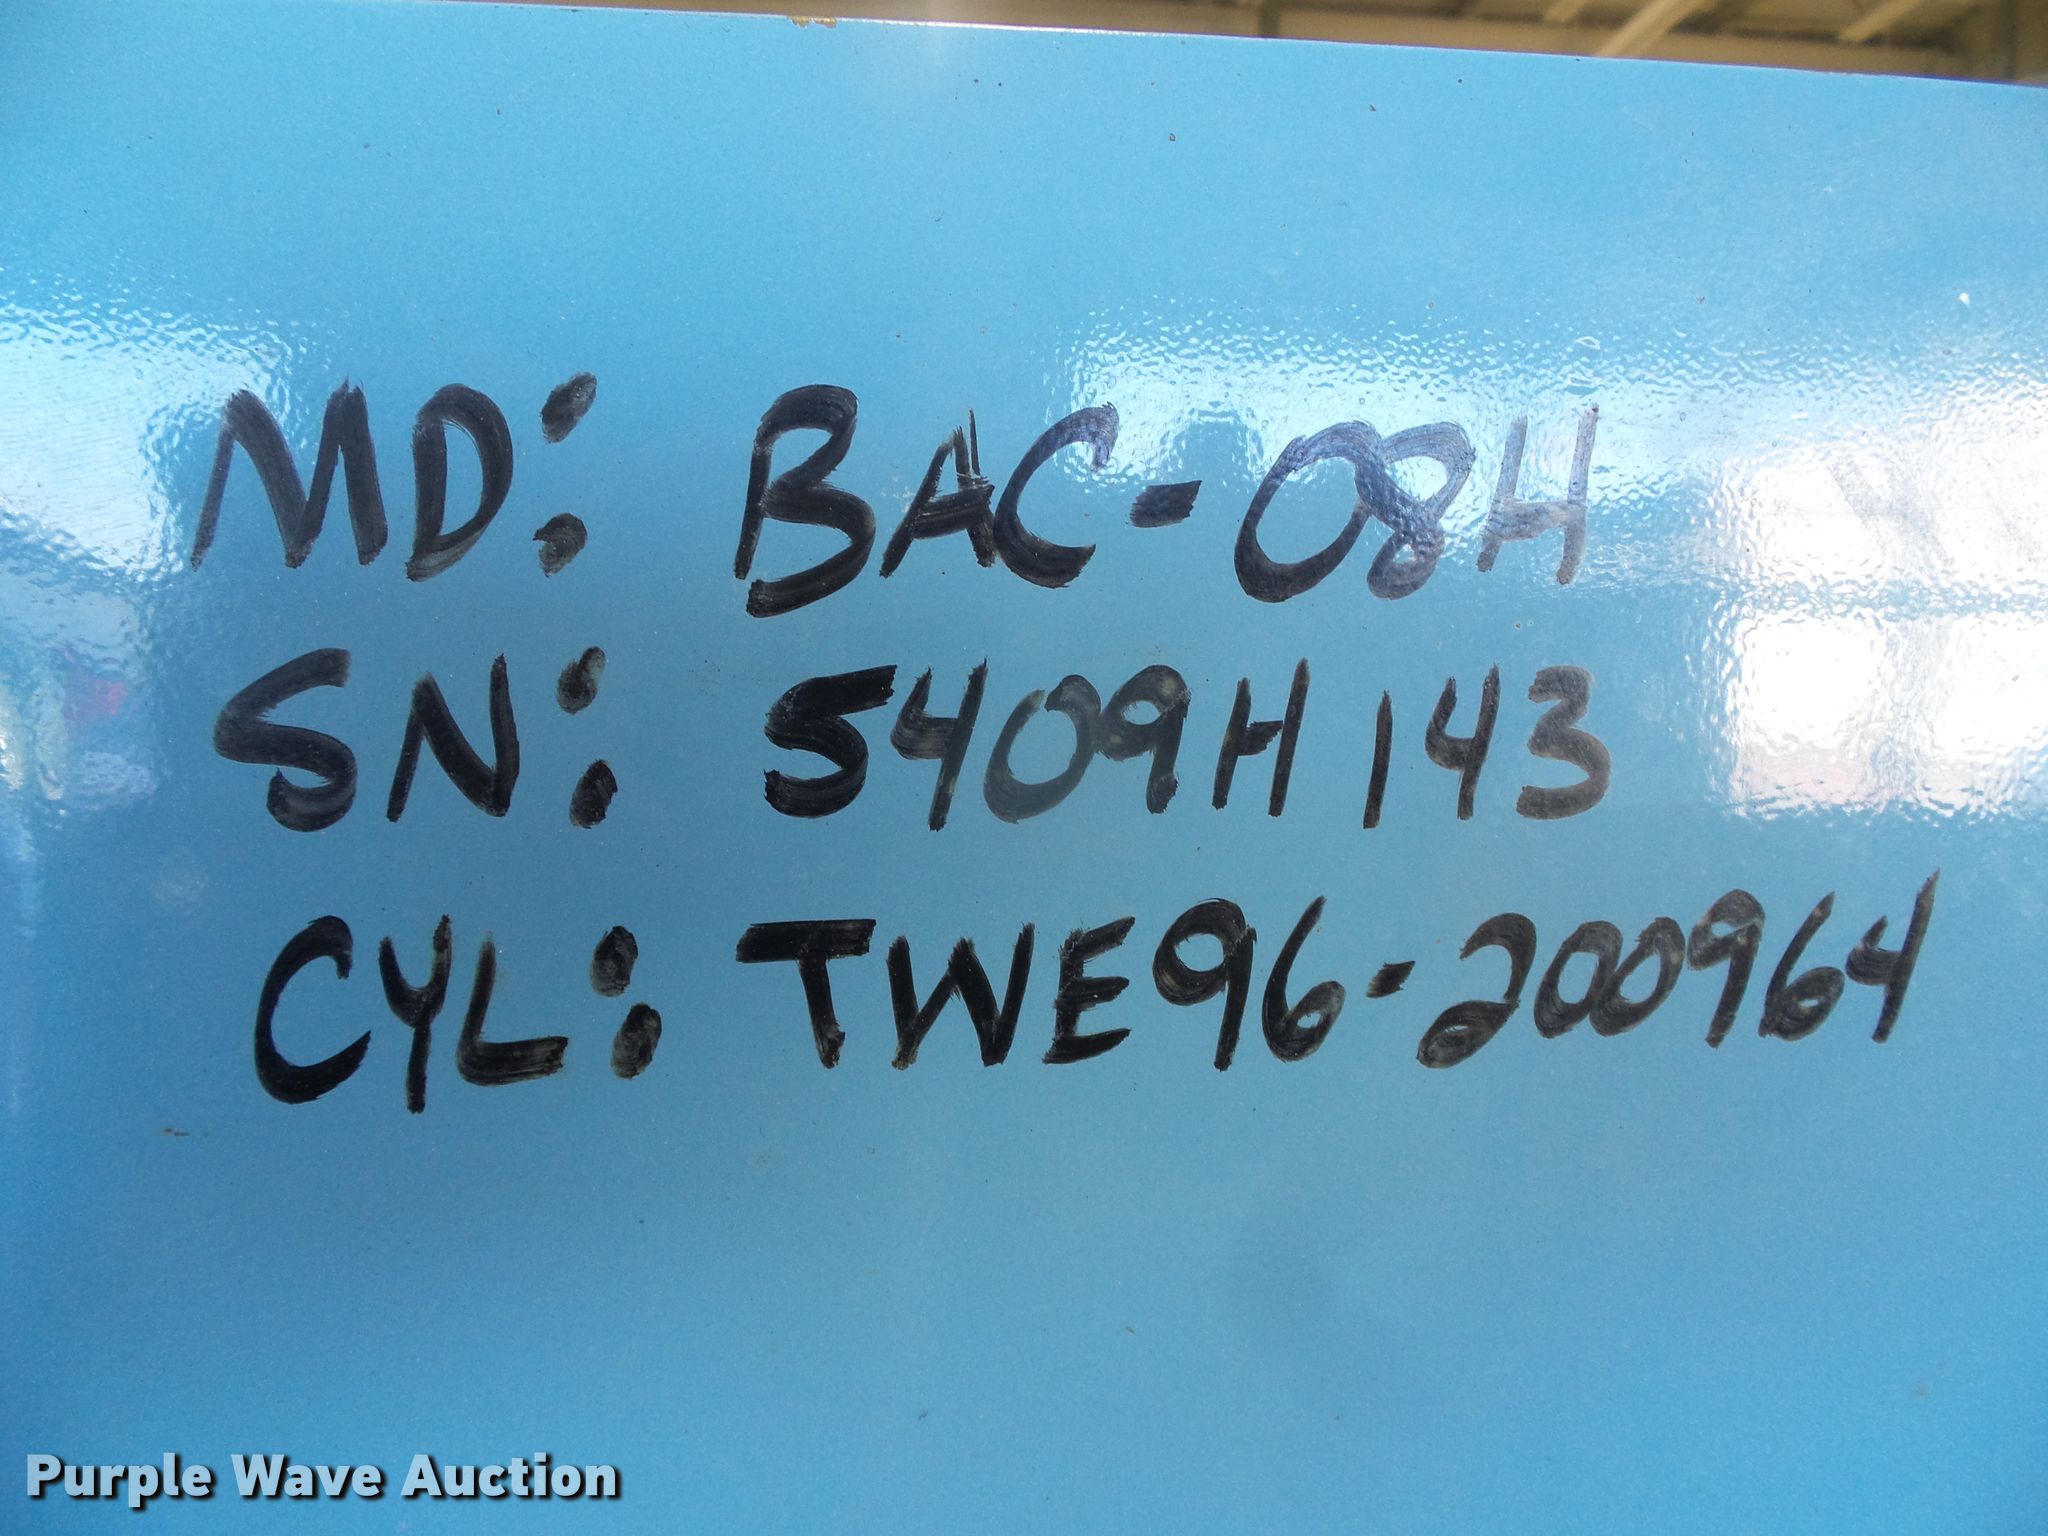 MD: BAC-08H
SN: 5409H143
CYL: TWE96-200964
Purple Wave Auction